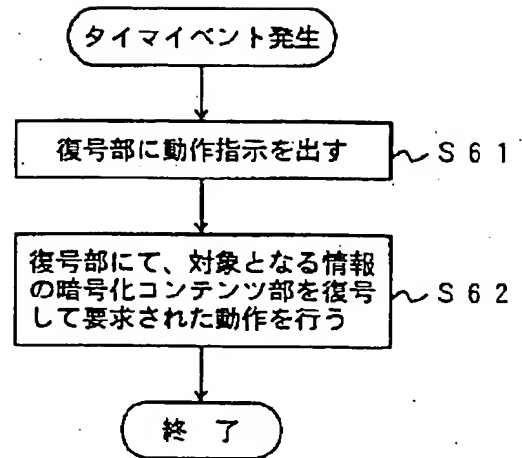 タイマイベント発生
復号部に動作指示を出す
S61
復号部にて、対象となる情報
の暗号化コンテンツ部を復号
して要求された動作を行う
S62
終了